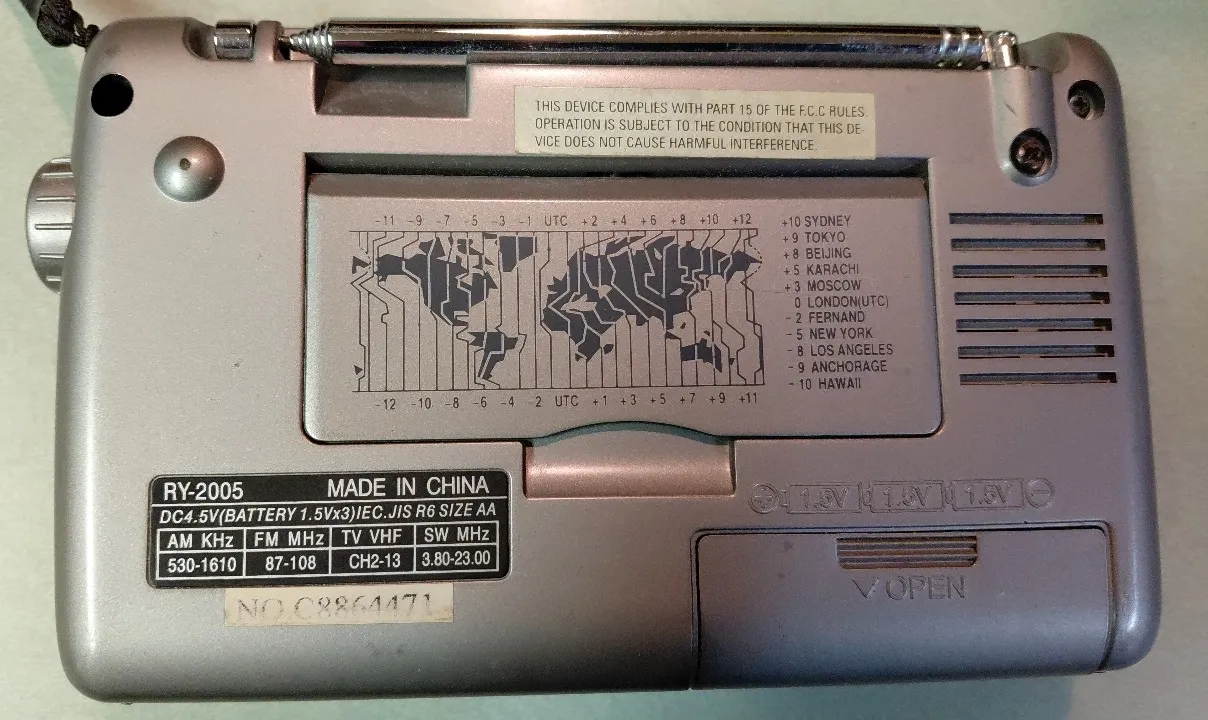 THIS DEVICE COMPLIES WITH PART 15 OF THE F.C.C RULES.
OPERATION IS SUBJECT TO THE CONDITION THAT THIS DE-
VICE DOES NOT CAUSE HARMFUL INTERFERENCE.
-11 -9 -7 -5 -3 -1 UTC +2 +4 +6 +8 +10 +12
+10 SYDNEY
+9 TOKYO
+8 BEIJING
+5 KARACHI
+3 MOSCOW
0 LONDON(UTC)
-2 FERNAND
-5 NEW YORK
-8 LOS ANGELES
-9 ANCHORAGE
-10 HAWAII
-12 -10 -8 -6 -4 -2 UTC +1 +3 +5 +7 +9 +11
RY-2005 MADE IN CHINA
DC4.5V(BATTERY 1.5Vx3)IEC.JIS R6 SIZE AA
AM KHz FM MHz TV VHF SW MHz
530-1610 87-108 CH2-13 3.80-23.00
NO.C8864471
1.5V 1.5V 1.5V
OPEN